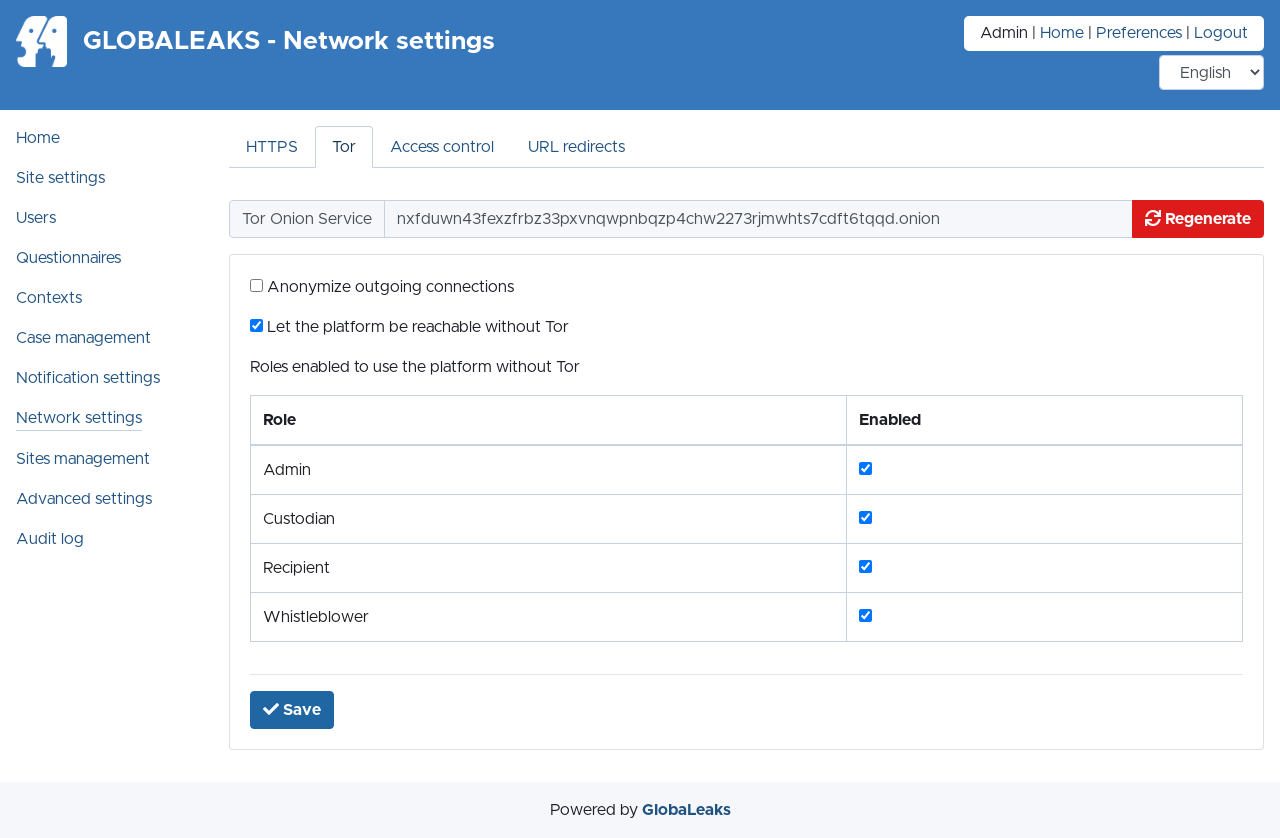 GLOBALEAKS - Network settings
Admin | Home | Preferences | Logout
English
Home
Site settings
Users
Questionnaires
Contexts
Case management
Notification settings
Network settings
Sites management
Advanced settings
Audit log
HTTPS Tor Access control URL redirects
Tor Onion Service nxfduwn43fexzfrbz33pxvnqwpnbqzp4chw2273rjmwhts7cdft6tqqd.onion Regenerate
Anonymize outgoing connections
Let the platform be reachable without Tor
Roles enabled to use the platform without Tor
Role Enabled
Admin
Custodian
Recipient
Whistleblower
Save
Powered by GlobaLeaks